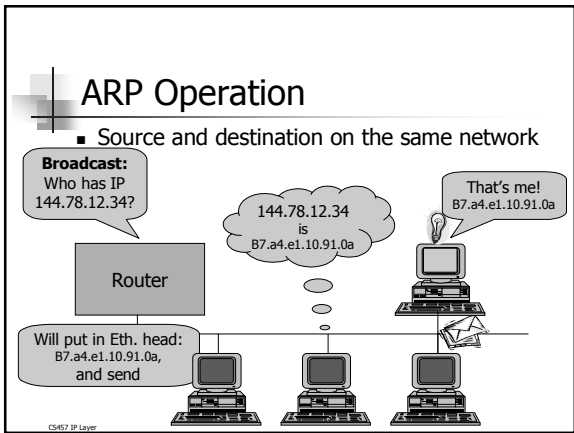 ARP Operation
Source and destination on the same network
Broadcast:
Who has IP
144.78.12.34?
144.78.12.34
is
B7.a4.e1.10.91.0a
That's me!
B7.a4.e1.10.91.0a
Router
Will put in Eth. head:
B7.a4.e1.10.91.0a,
and send
CS457 IP Layer